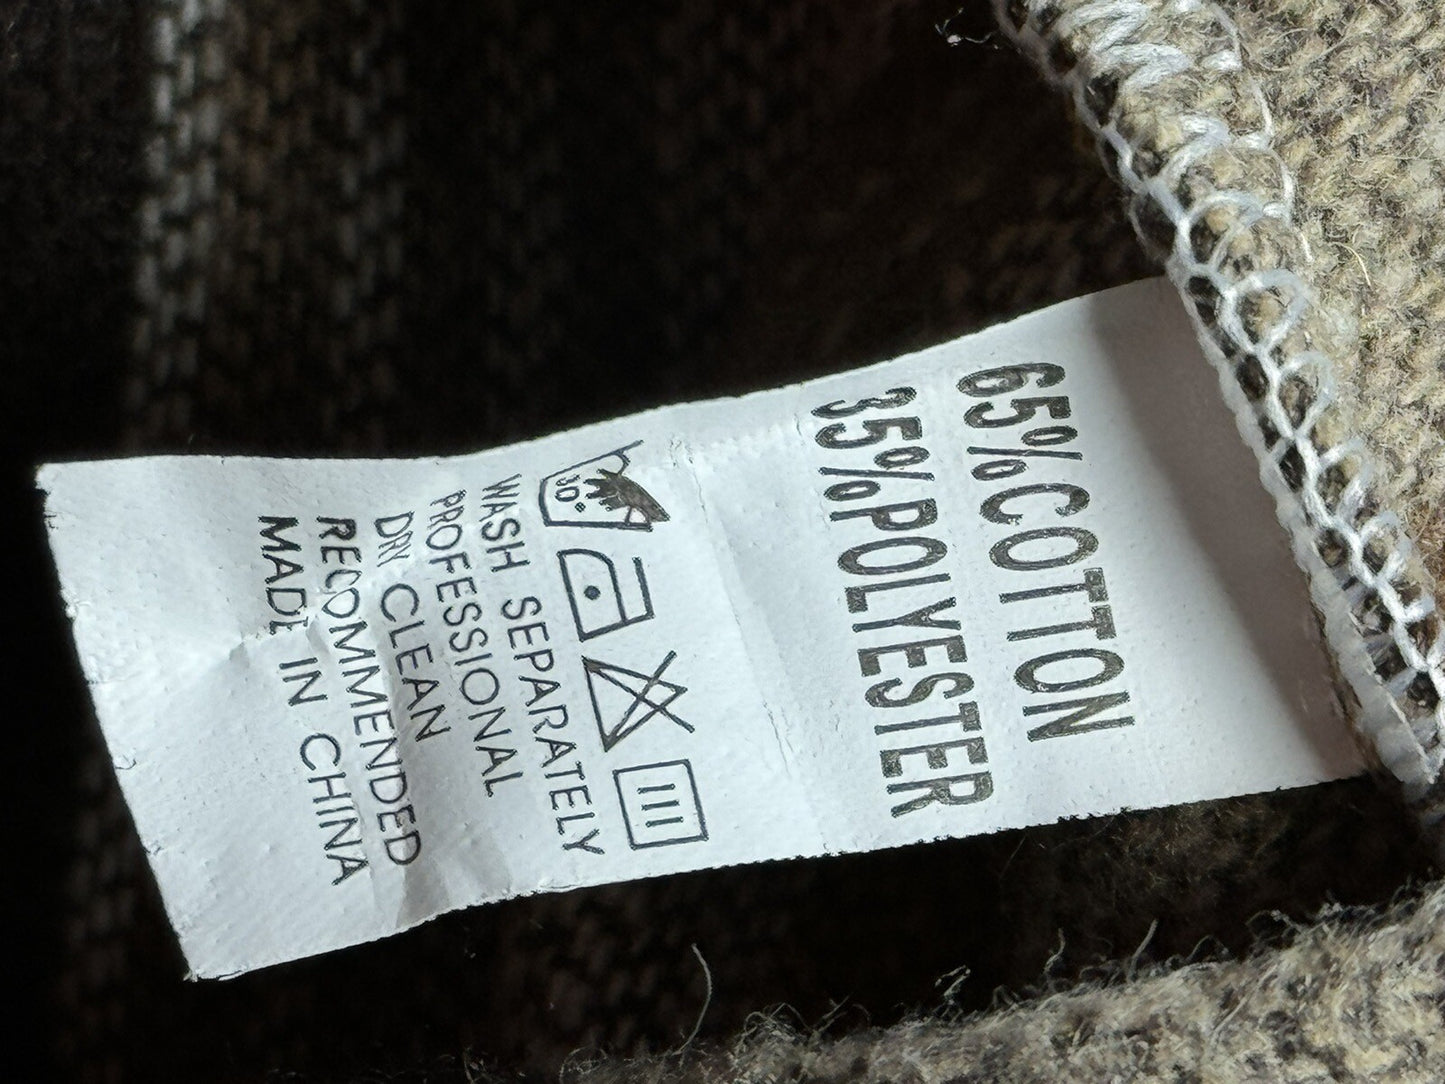 65%COTTON
35%POLYESTER
30°
WASH SEPARATELY
PROFESSIONAL
DRY CLEAN
RECOMMENDED
MADE IN CHINA